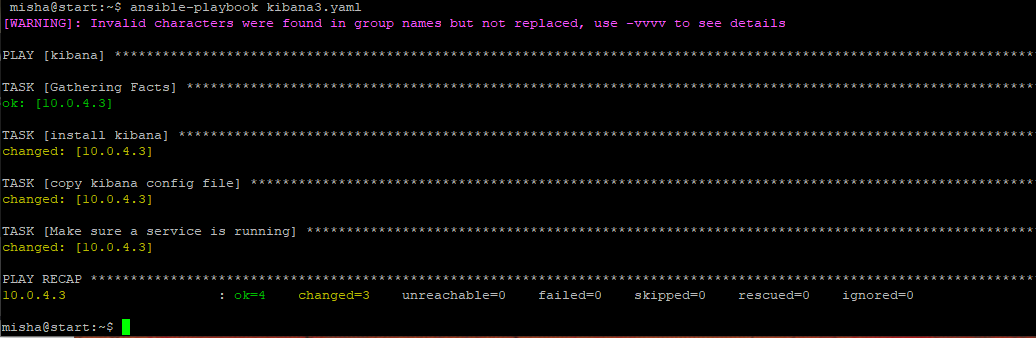 misha@start:~$ ansible-playbook kibana3.yaml
[WARNING]: Invalid characters were found in group names but not replaced, use -vvvv to see details
PLAY [kibana] *******************************************************************************************************************
TASK [Gathering Facts] **********************************************************************************************************
ok: [10.0.4.3]
TASK [install kibana] ***********************************************************************************************************
changed: [10.0.4.3]
TASK [copy kibana config file] **************************************************************************************************
changed: [10.0.4.3]
TASK [Make sure a service is running] *******************************************************************************************
changed: [10.0.4.3]
PLAY RECAP **********************************************************************************************************************
10.0.4.3                   : ok=4    changed=3    unreachable=0    failed=0    skipped=0    rescued=0    ignored=0
misha@start:~$